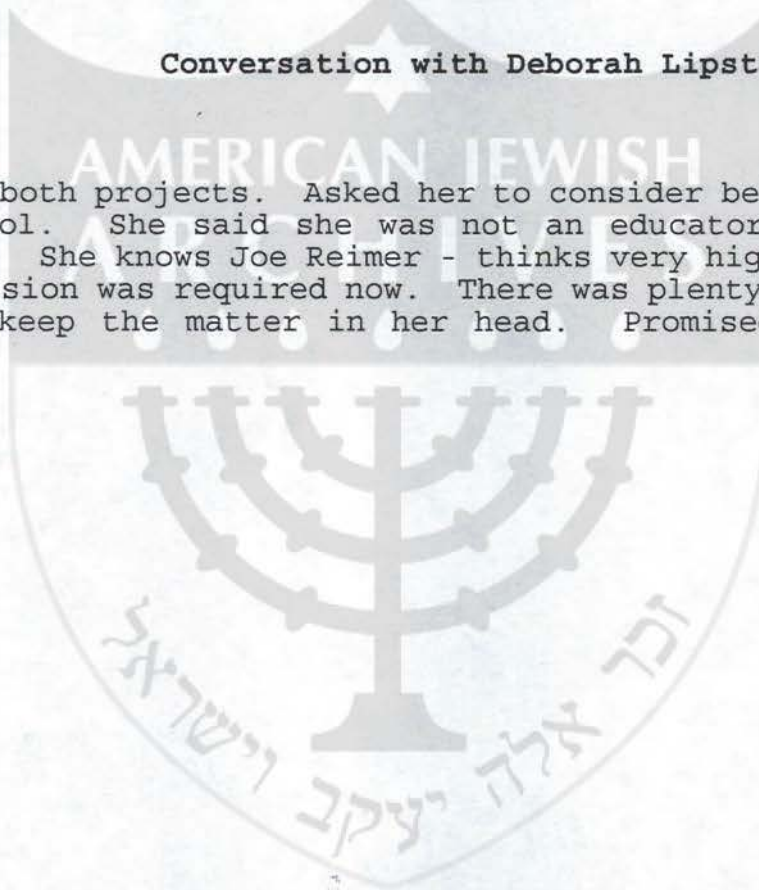 Conversation with Deborah Lipst
AMERICAN JEWISH
ARCHIVES
both projects. Asked her to consider be
ol. She said she was not an educator
She knows Joe Reimer - thinks very hig
sion was required now. There was plenty
keep the matter in her head. Promise
זכר אלה יעקב וישראל